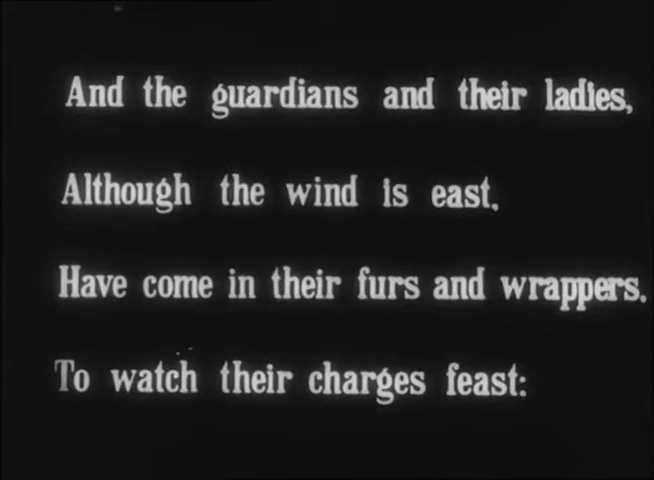 And the guardians and their ladies,
Although the wind is east,
Have come in their furs and wrappers.
To watch their charges feast: